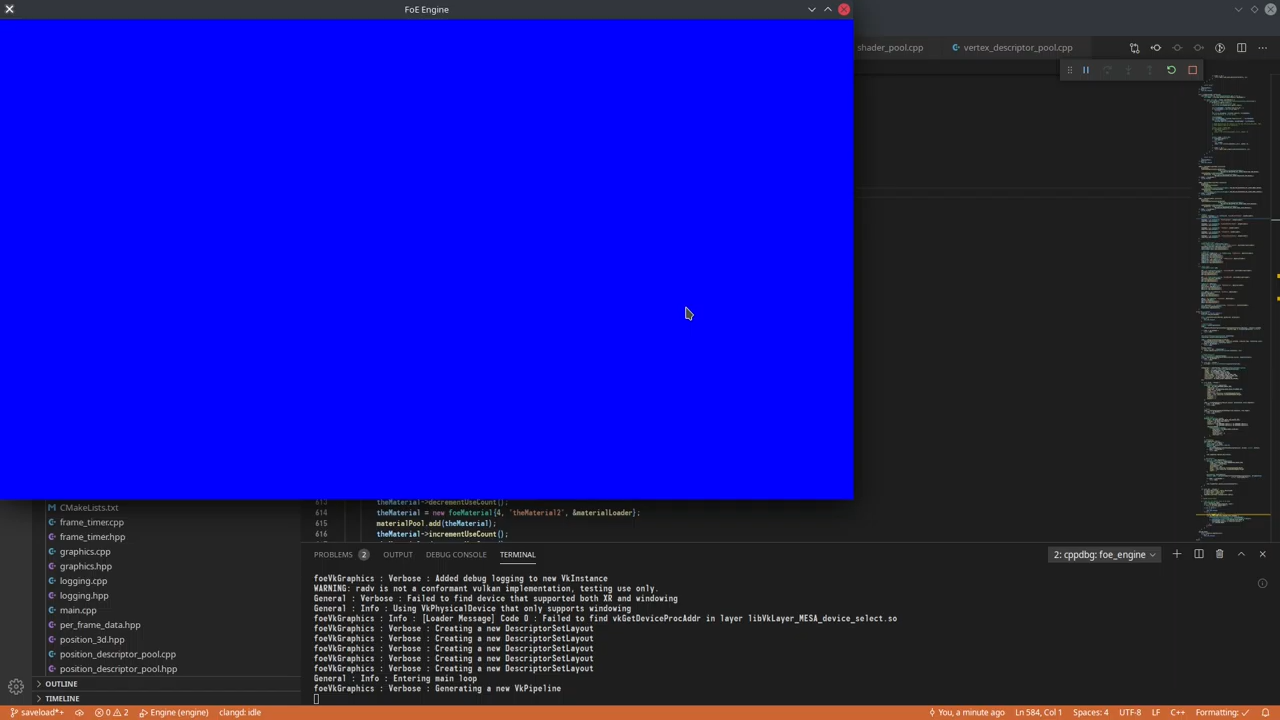 FoE Engine
shader_pool.cpp
vertex_descriptor_pool.cpp
CMakeLists.txt
frame_timer.cpp
frame_timer.hpp
graphics.cpp
graphics.hpp
logging.cpp
logging.hpp
main.cpp
per_frame_data.hpp
position_3d.hpp
position_descriptor_pool.cpp
position_descriptor_pool.hpp
OUTLINE
TIMELINE
613 theMaterial->decrementUseCount();
614 theMaterial = new foeMaterial{4, "theMaterial2", &materialLoader};
615 materialPool.add(theMaterial);
616 theMaterial->incrementUseCount();
PROBLEMS 2 OUTPUT DEBUG CONSOLE TERMINAL
2: cppdbg: foe_engine
foeVkGraphics : Verbose : Added debug logging to new VkInstance
WARNING: radv is not a conformant vulkan implementation, testing use only.
General : Verbose : Failed to find device that supported both XR and windowing
General : Info : Using VkPhysicalDevice that only supports windowing
foeVkGraphics : Info : [Loader Message] Code 0 : Failed to find vkGetDeviceProcAddr in layer libVkLayer_MESA_device_select.so
foeVkGraphics : Verbose : Creating a new DescriptorSetLayout
foeVkGraphics : Verbose : Creating a new DescriptorSetLayout
foeVkGraphics : Verbose : Creating a new DescriptorSetLayout
foeVkGraphics : Verbose : Creating a new DescriptorSetLayout
General : Info : Entering main loop
foeVkGraphics : Verbose : Generating a new VkPipeline
saveload*+ 0 2 Engine (engine) clangd: idle You, a minute ago Ln 584, Col 1 Spaces: 4 UTF-8 LF C++ Formatting: ✓